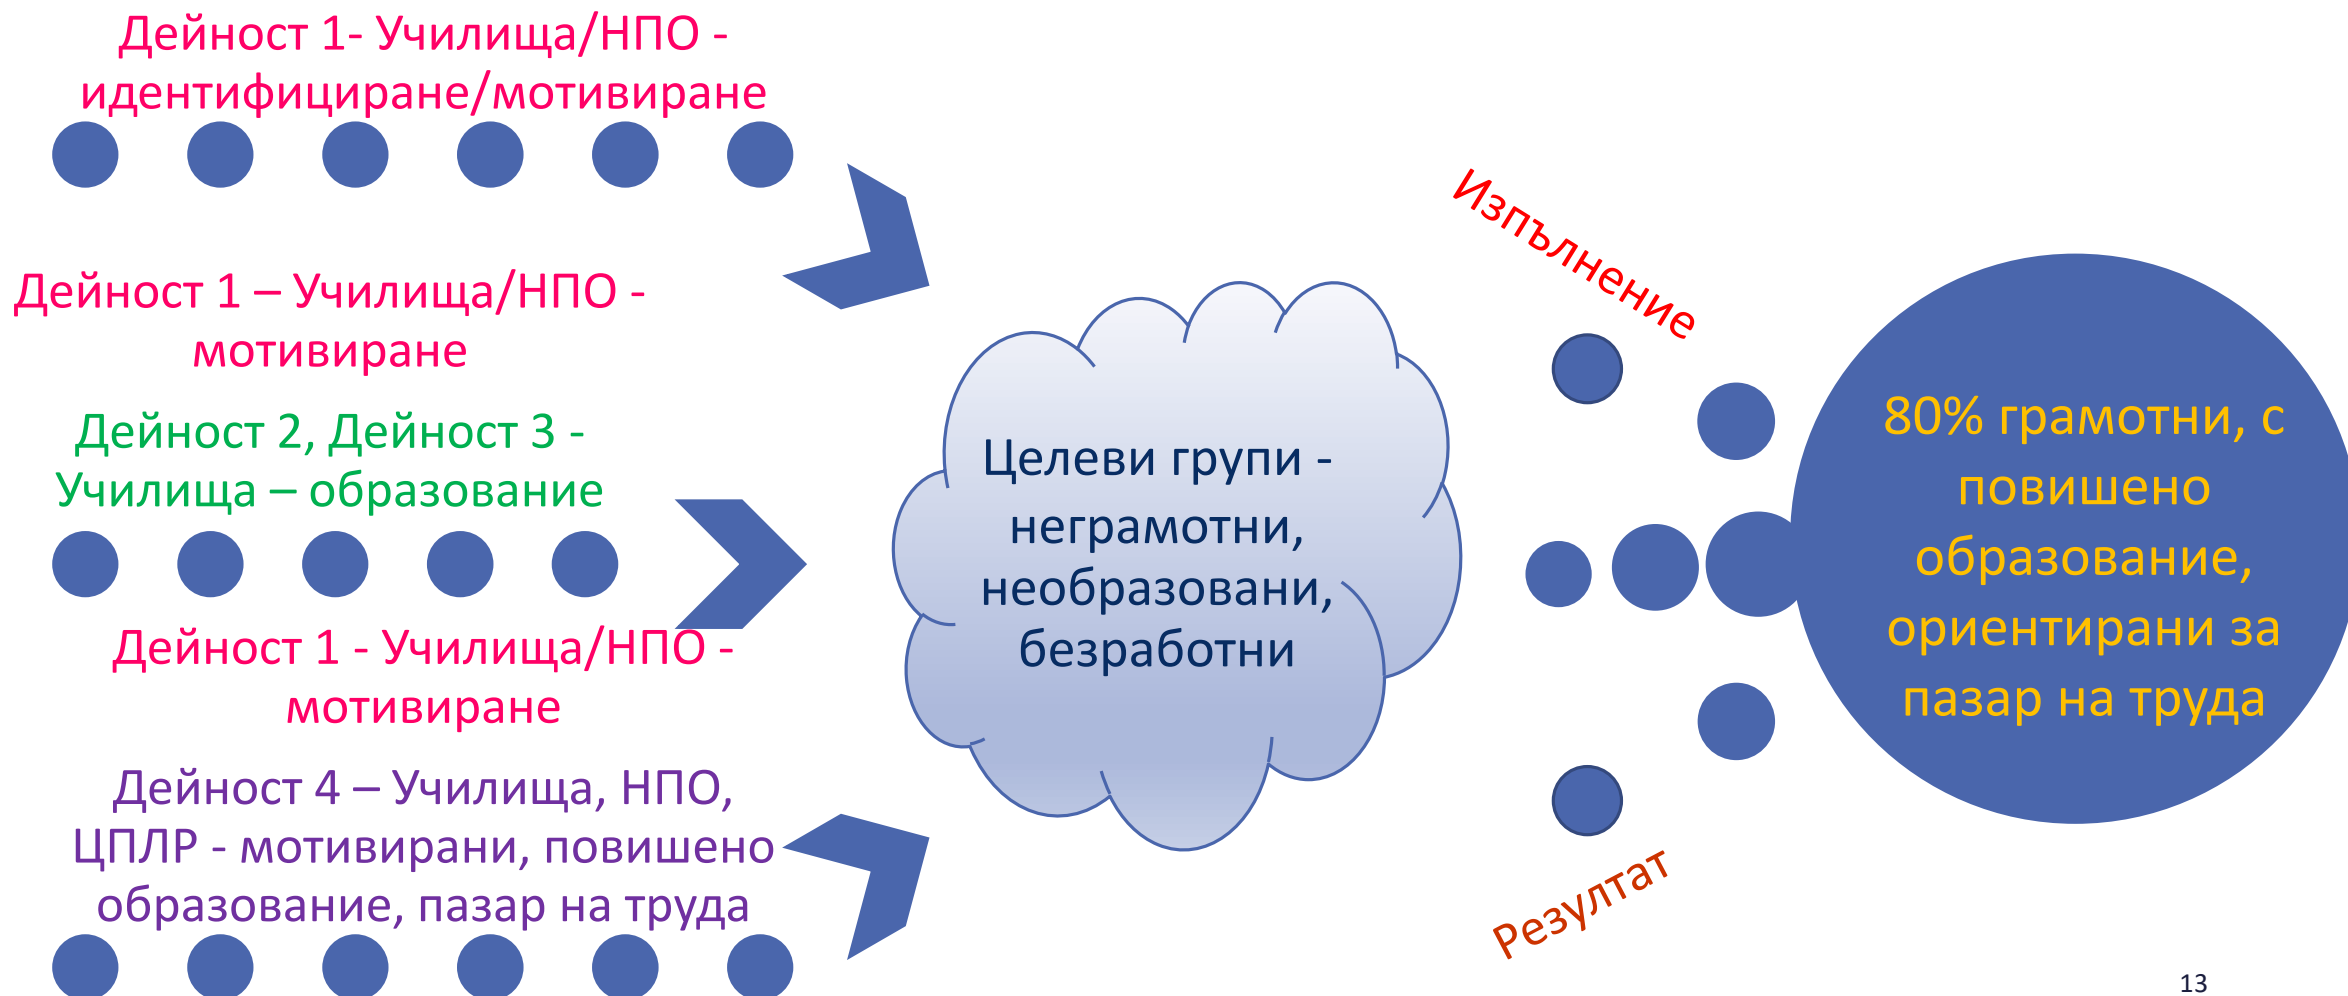 Дейност 1- Училища/НПО -
идентифициране/мотивиране
Дейност 1 – Училища/НПО -
мотивиране
Дейност 2, Дейност 3 -
Училища – образование
Дейност 1 - Училища/НПО -
мотивиране
Дейност 4 – Училища, НПО,
ЦПЛР - мотивирани, повишено
образование, пазар на труда
Целеви групи -
неграмотни,
необразовани,
безработни
Изпълнение
Резултат
80% грамотни, с
повишено
образование,
ориентирани за
пазар на труда
13